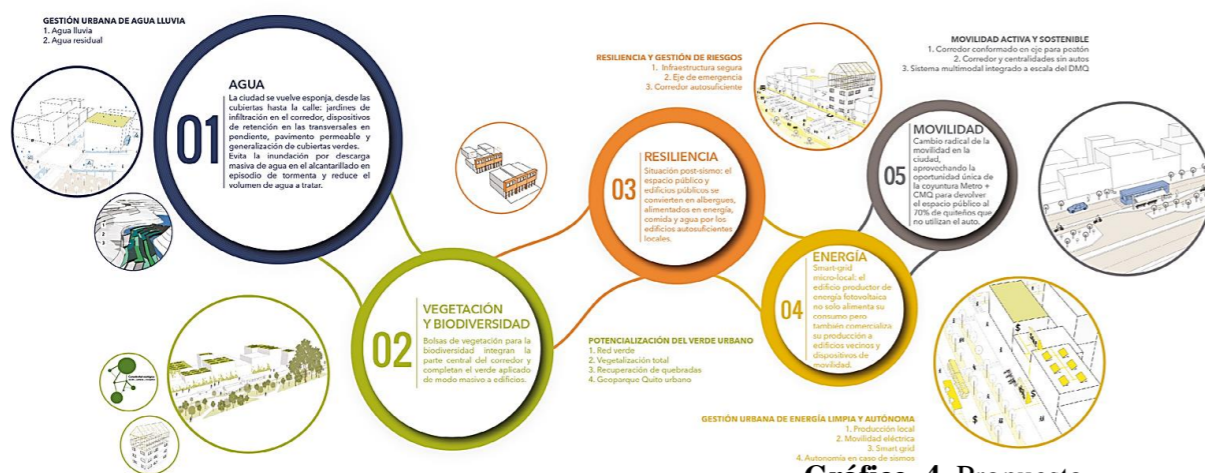 GESTIÓN URBANA DE AGUA LLUVIA
1. Agua lluvia
2. Agua residual
01
AGUA
La ciudad se vuelve esponja, desde las
cubiertas hasta la calle: jardines de
infiltración en el corredor, dispositivos
de retención en las transversales en
pendiente, pavimento permeable y
generalización de cubiertas verdes.
Evita la inundación por descarga
masiva de agua en el alcantarillado en
episodio de tormenta y reduce el
volumen de agua a tratar.
02
VEGETACIÓN
Y BIODIVERSIDAD
Bolsas de vegetación para la
biodiversidad integran la
parte central del corredor y
completan el verde aplicado
de modo masivo a edificios.
RESILIENCIA Y GESTIÓN DE RIESGOS
1. Infraestructura segura
2. Eje de emergencia
3. Corredor autosuficiente
03
RESILIENCIA
Situación post-sismo: el
espacio público y
edificios públicos se
convierten en albergues,
alimentados en energía,
comida y agua por los
edificios autosuficientes
locales.
POTENCIALIZACIÓN DEL VERDE URBANO
1. Red verde
2. Vegetalización total
3. Recuperación de quebradas
4. Geoparque Quito urbano
04
ENERGÍA
Smart-grid
micro-local: el
edificio productor de
energía fotovoltaica
no solo alimenta su
consumo pero
también comercializa
su producción a
edificios vecinos y
dispositivos de
movilidad.
GESTIÓN URBANA DE ENERGÍA LIMPIA Y AUTÓNOMA
1. Producción local
2. Movilidad eléctrica
3. Smart grid
4. Autonomía en caso de sismos
MOVILIDAD ACTIVA Y SOSTENIBLE
1. Corredor conformado en eje para peatón
2. Corredor y centralidades sin autos
3. Sistema multimodal integrado a escala del DMQ
05
MOVILIDAD
Cambio radical de la
movilidad en la
ciudad,
aprovechando la
oportunidad única de
la coyuntura Metro +
CMQ para devolver
el espacio público al
70% de quiteños que
no utilizan el auto.
Gráfico 4. Propuesta